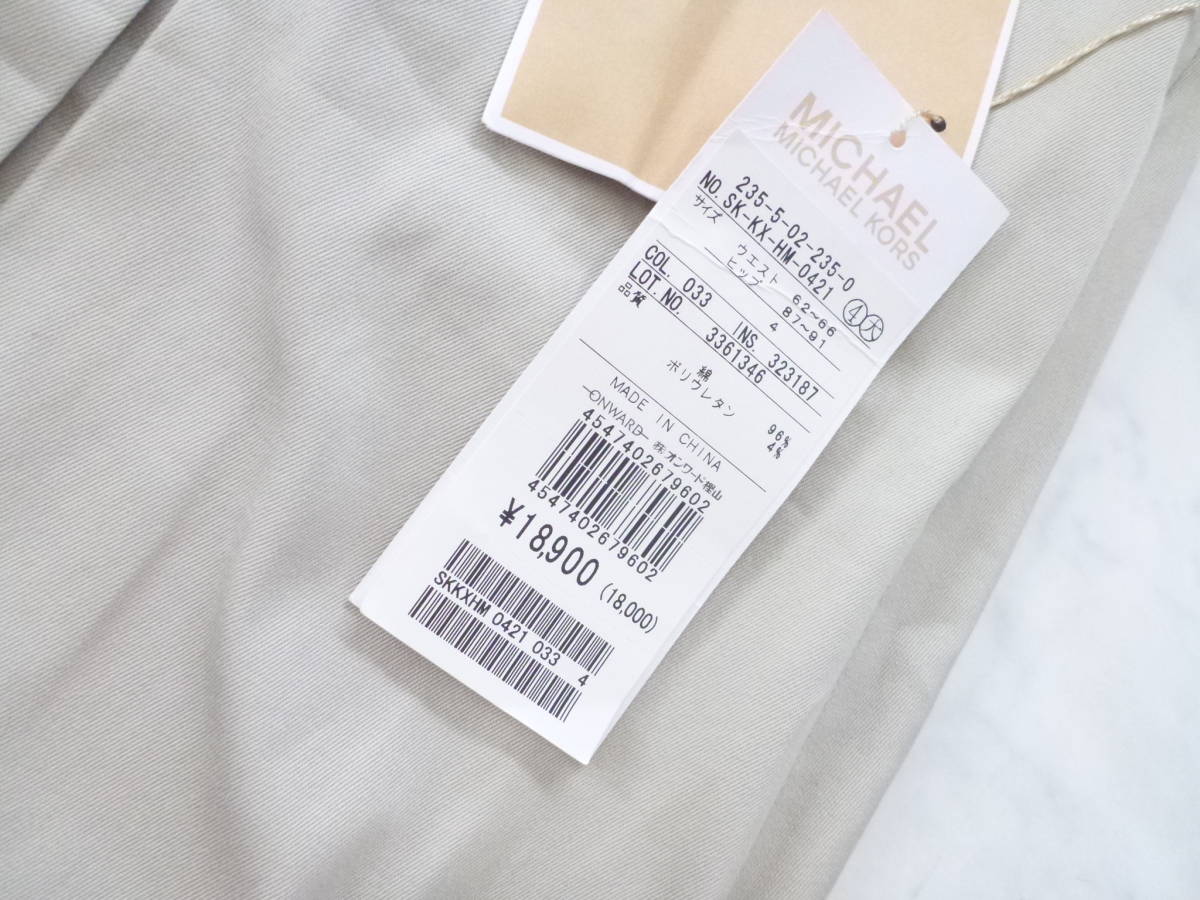 MICHAEL
MICHAEL KORS
235-5-02-235-0
NO. SK-KX-HM-0421 ④大
サイズ
ウエスト 62~66
ヒップ 87~91
4
COL. 033 INS. 323187
LOT. NO. 3361346
品質
綿 96%
ポリウレタン 4%
MADE IN CHINA
ONWARD ㈱オンワード樫山
4547402679602
4547402679602
¥18,900 (18,000)
SKKXHM 0421 033 4